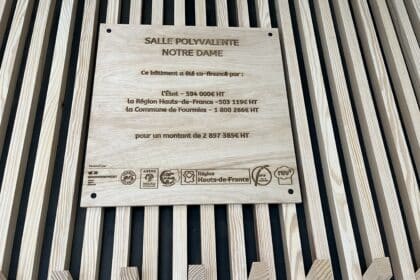 SALLE POLYVALENTE
NOTRE DAME
Ce bâtiment a été co-financé par :
L'État - 594 000€ HT
la Région Hauts-de-France -503 119€ HT
la Commune de Fourmies - 1 800 266€ HT
pour un montant de 2 897 385€ HT
Région
Hauts-de-France